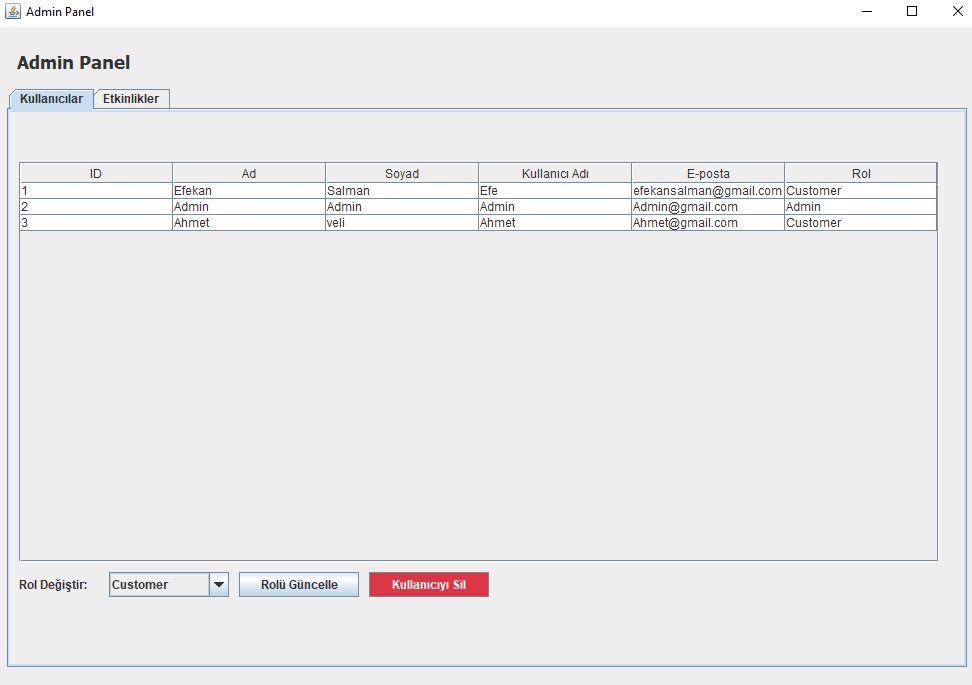 Admin Panel
Admin Panel
Kullanıcılar Etkinlikler
ID Ad Soyad Kullanıcı Adı E-posta Rol
1 Efekan Salman Efe efekansalman@gmail.com Customer
2 Admin Admin Admin Admin@gmail.com Admin
3 Ahmet veli Ahmet Ahmet@gmail.com Customer
Rol Değiştir: Customer Rolü Güncelle Kullanıcıyı Sil